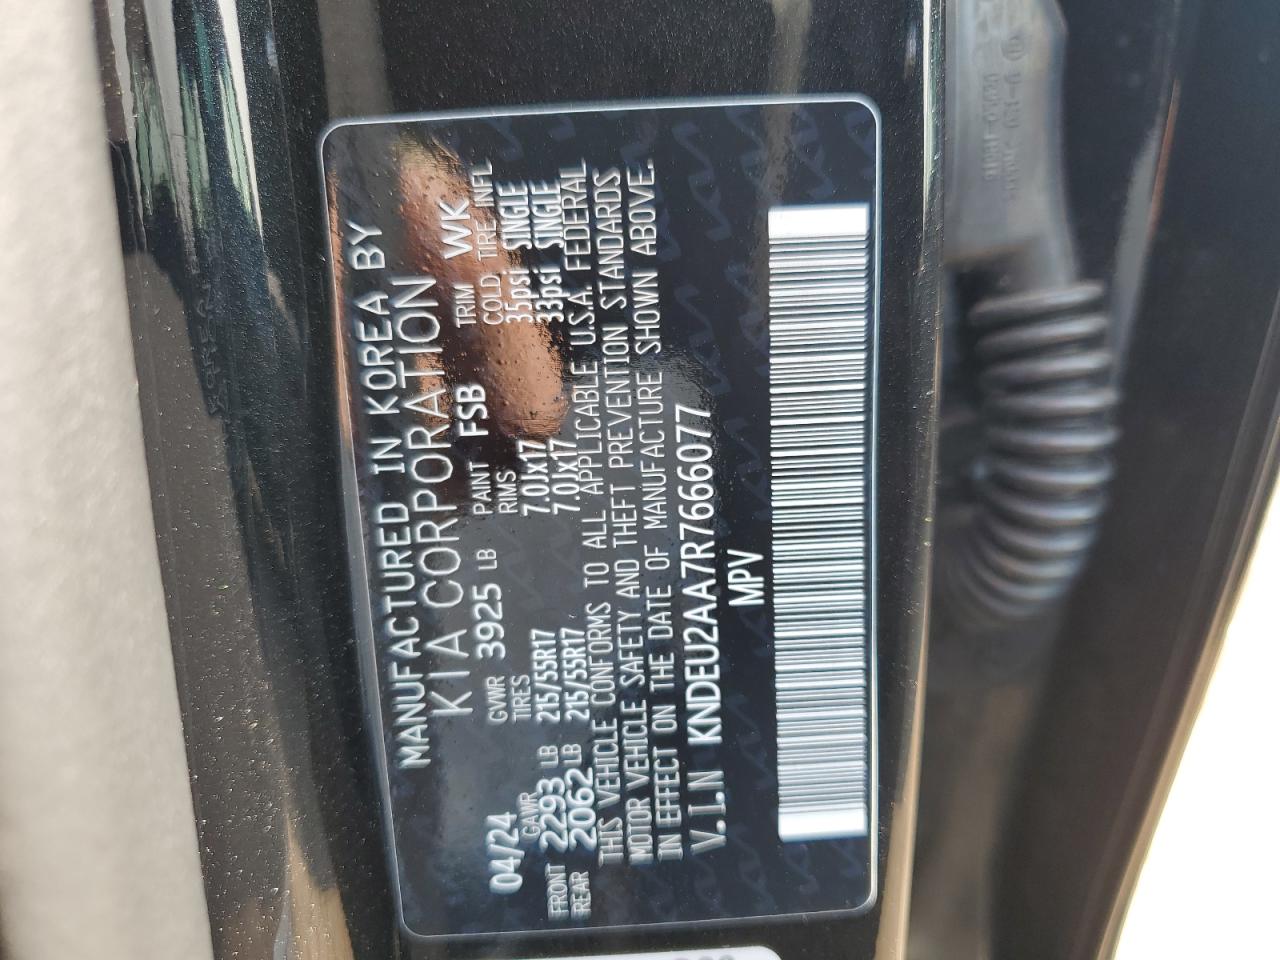 MANUFACTURED IN KOREA BY
KIA CORPORATION
04/24 GVWR 3925 LB PAINT FSB TRIM WK
GAWR TIRES RIMS COLD TIRE INFL
FRONT 2293 LB 215/55R17 7.0Jx17 35psi SINGLE
REAR 2062 LB 215/55R17 7.0Jx17 33psi SINGLE
THIS VEHICLE CONFORMS TO ALL APPLICABLE U.S.A. FEDERAL
MOTOR VEHICLE SAFETY AND THEFT PREVENTION STANDARDS
IN EFFECT ON THE DATE OF MANUFACTURE SHOWN ABOVE.
V.I.N KNDEU2AA7R7666077
MPV